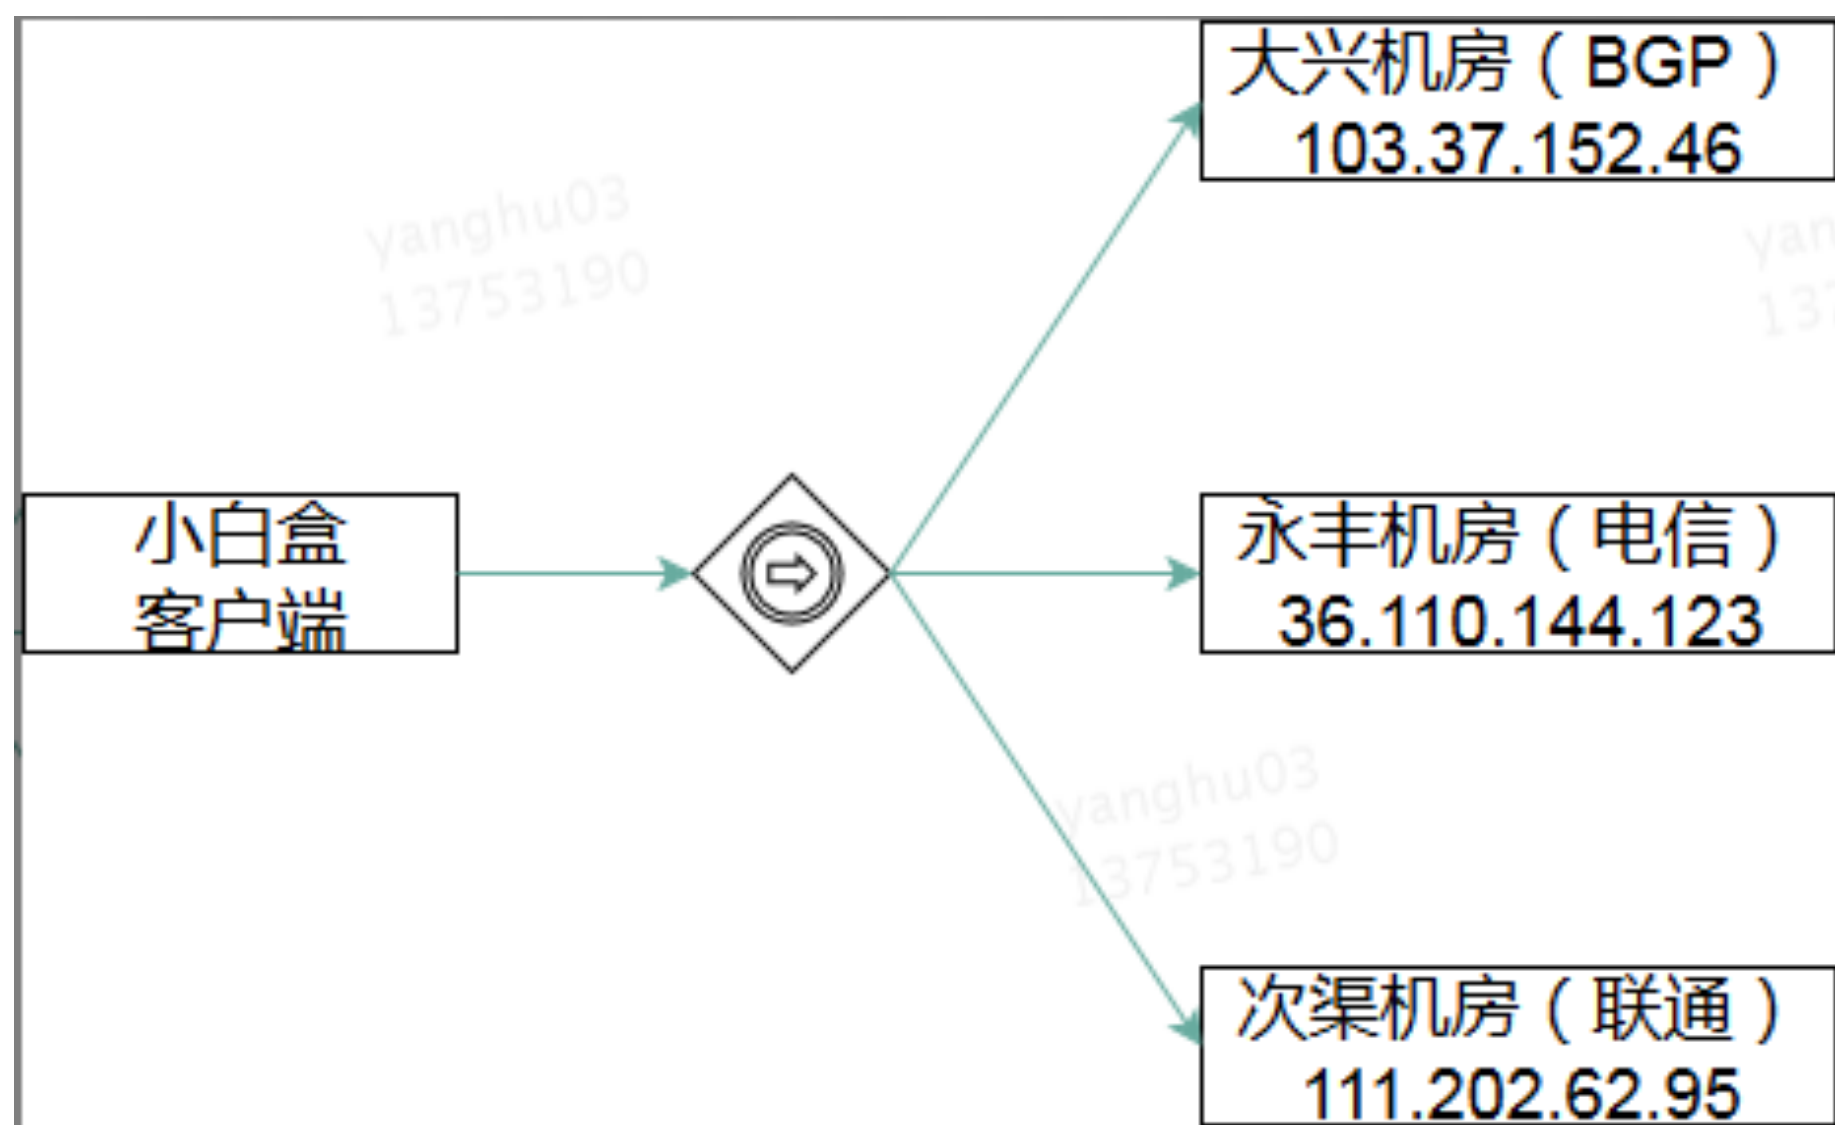 大兴机房（BGP）
103.37.152.46
yanghu03
13753190
yan
137
小白盒
客户端
永丰机房（电信）
36.110.144.123
yanghu03
13753190
次渠机房（联通）
111.202.62.95